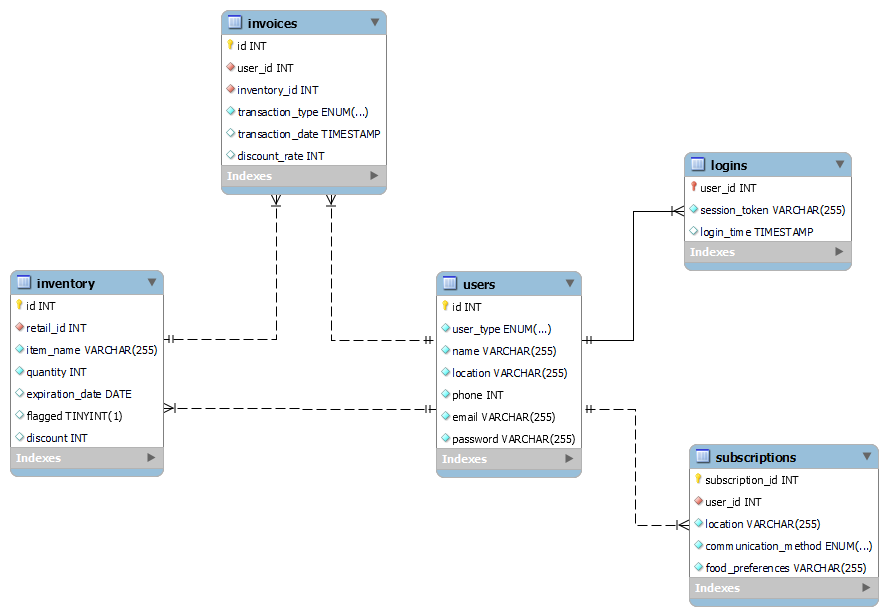 invoices
id INT
user_id INT
inventory_id INT
transaction_type ENUM(...)
transaction_date TIMESTAMP
discount_rate INT
Indexes
logins
user_id INT
session_token VARCHAR(255)
login_time TIMESTAMP
Indexes
inventory
id INT
retail_id INT
item_name VARCHAR(255)
quantity INT
expiration_date DATE
flagged TINYINT(1)
discount INT
Indexes
users
id INT
user_type ENUM(...)
name VARCHAR(255)
location VARCHAR(255)
phone INT
email VARCHAR(255)
password VARCHAR(255)
Indexes
subscriptions
subscription_id INT
user_id INT
location VARCHAR(255)
communication_method ENUM(...)
food_preferences VARCHAR(255)
Indexes